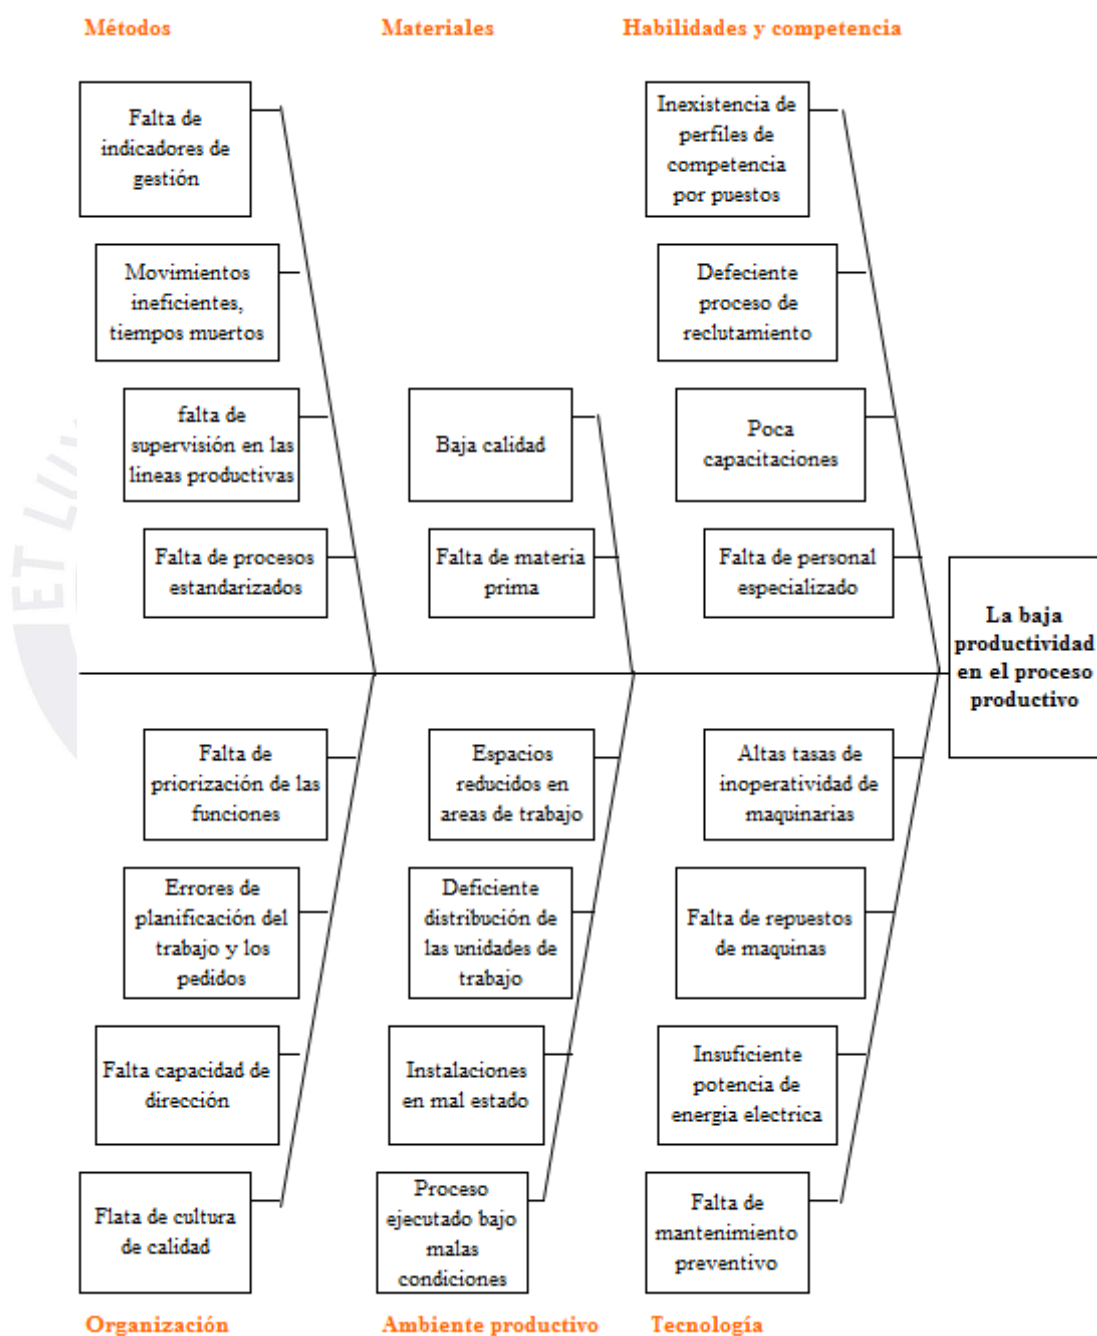 Métodos
Materiales
Habilidades y competencia
Falta de
indicadores de
gestión
Movimientos
ineficientes,
tiempos muertos
falta de
supervisión en las
lineas productivas
Falta de procesos
estandarizados
Baja calidad
Falta de materia
prima
Inexistencia de
perfiles de
competencia
por puestos
Defeciente
proceso de
reclutamiento
Poca
capacitaciones
Falta de personal
especializado
La baja
productividad
en el proceso
productivo
Falta de
priorización de las
funciones
Errores de
planificación del
trabajo y los
pedidos
Falta capacidad de
dirección
Flata de cultura
de calidad
Espacios
reducidos en
areas de trabajo
Deficiente
distribución de
las unidades de
trabajo
Instalaciones
en mal estado
Proceso
ejecutado bajo
malas
condiciones
Altas tasas de
inoperatividad de
maquinarias
Falta de repuestos
de maquinas
Insuficiente
potencia de
energia electrica
Falta de
mantenimiento
preventivo
Organización
Ambiente productivo
Tecnología
ET